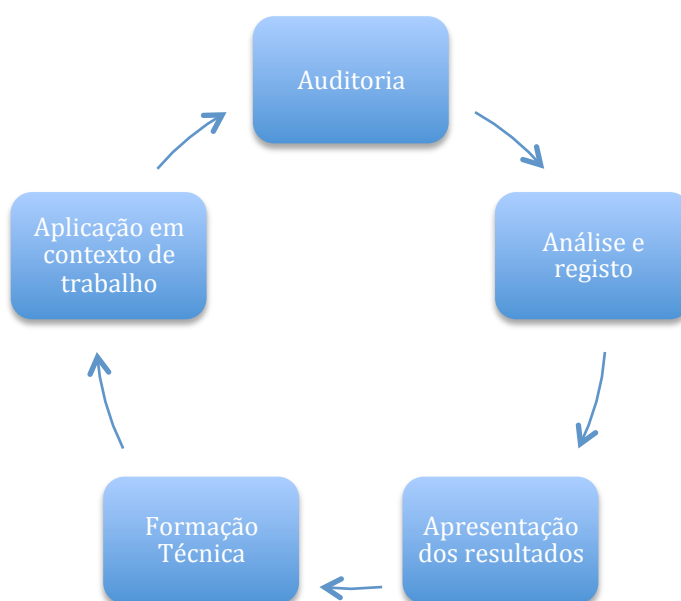 Auditoria
Análise e
registo
Apresentação
dos resultados
Formação
Técnica
Aplicação em
contexto de
trabalho